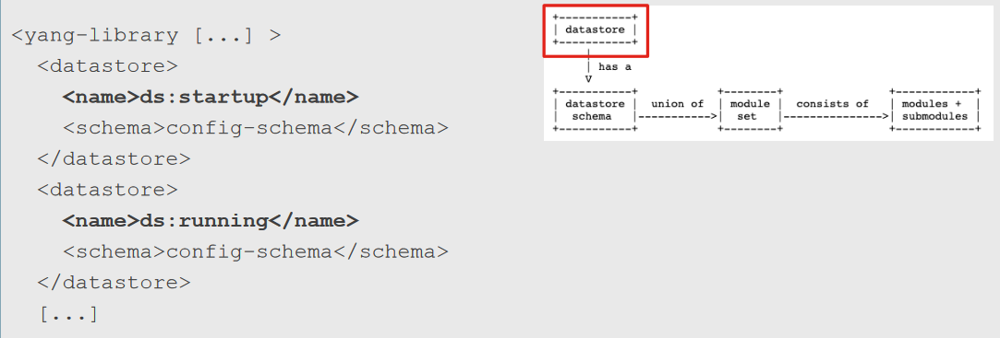 <yang-library [...] >
  <datastore>
    <name>ds:startup</name>
    <schema>config-schema</schema>
  </datastore>
  <datastore>
    <name>ds:running</name>
    <schema>config-schema</schema>
  </datastore>
  [...]
+-----------+
| datastore |
+-----------+
     |
     | has a
     V
+-----------+            +--------+                +------------+
| datastore |  union of  | module |  consists of   | modules +  |
|  schema   |----------->|  set   |--------------->| submodules |
+-----------+            +--------+                +------------+